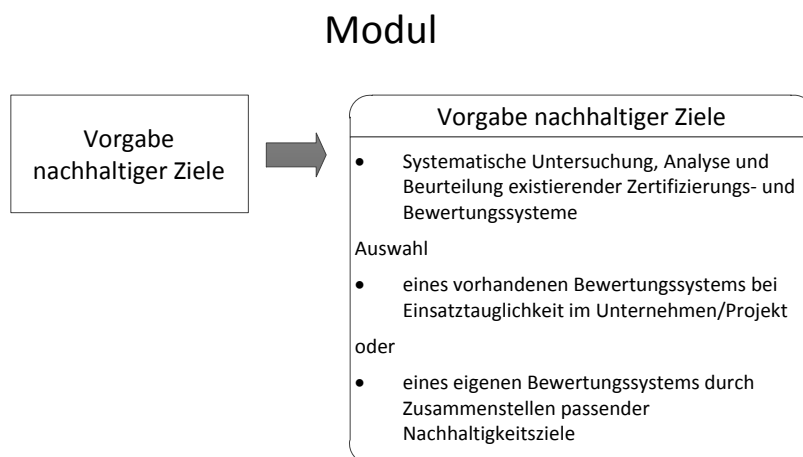 Modul
Vorgabe
nachhaltiger Ziele
Vorgabe nachhaltiger Ziele
• Systematische Untersuchung, Analyse und
Beurteilung existierender Zertifizierungs- und
Bewertungssysteme
Auswahl
• eines vorhandenen Bewertungssystems bei
Einsatztauglichkeit im Unternehmen/Projekt
oder
• eines eigenen Bewertungssystems durch
Zusammenstellen passender
Nachhaltigkeitsziele